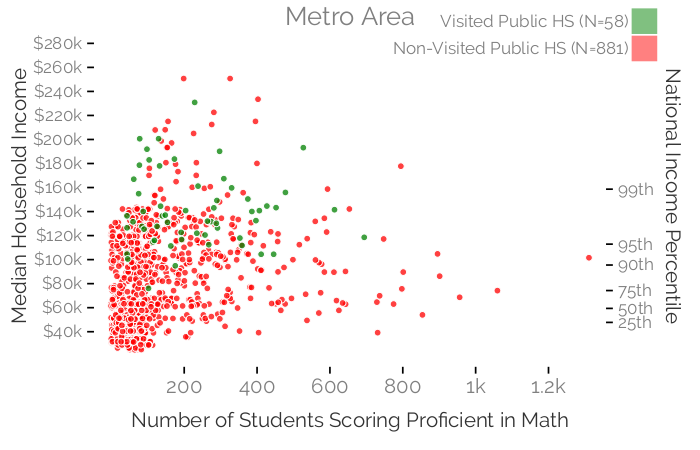 Metro Area
Visited Public HS (N=58)
Non-Visited Public HS (N=881)
Median Household Income
$280k
$260k
$240k
$220k
$200k
$180k
$160k
$140k
$120k
$100k
$80k
$60k
$40k
National Income Percentile
99th
95th
90th
75th
50th
25th
200
400
600
800
1k
1.2k
Number of Students Scoring Proficient in Math